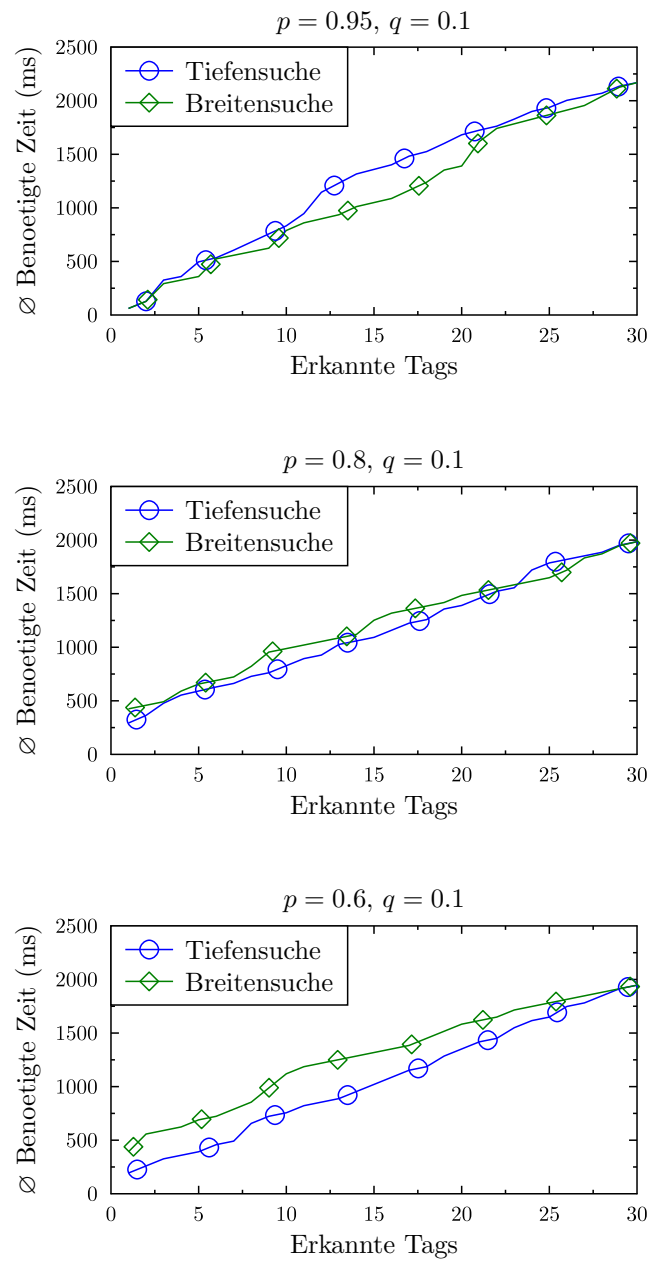 p = 0.95, q = 0.1
∅ Benoetigte Zeit (ms)
2500
2000
1500
1000
500
0
Tiefensuche
Breitensuche
0 5 10 15 20 25 30
Erkannte Tags
p = 0.8, q = 0.1
∅ Benoetigte Zeit (ms)
2500
2000
1500
1000
500
0
Tiefensuche
Breitensuche
0 5 10 15 20 25 30
Erkannte Tags
p = 0.6, q = 0.1
∅ Benoetigte Zeit (ms)
2500
2000
1500
1000
500
0
Tiefensuche
Breitensuche
0 5 10 15 20 25 30
Erkannte Tags